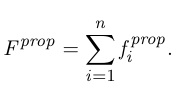 $F^{prop} = \sum_{i=1}^{n} f_i^{prop}.$